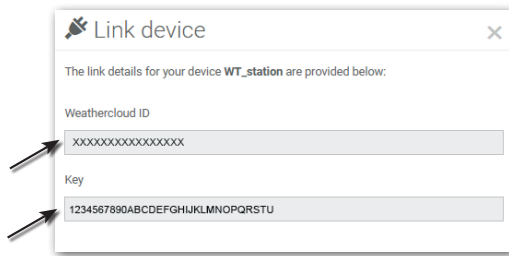 Link device
The link details for your device WT_station are provided below:
Weathercloud ID
XXXXXXXXXXXXXXXX
Key
1234567890ABCDEFGHIJKLMNOPQRSTU